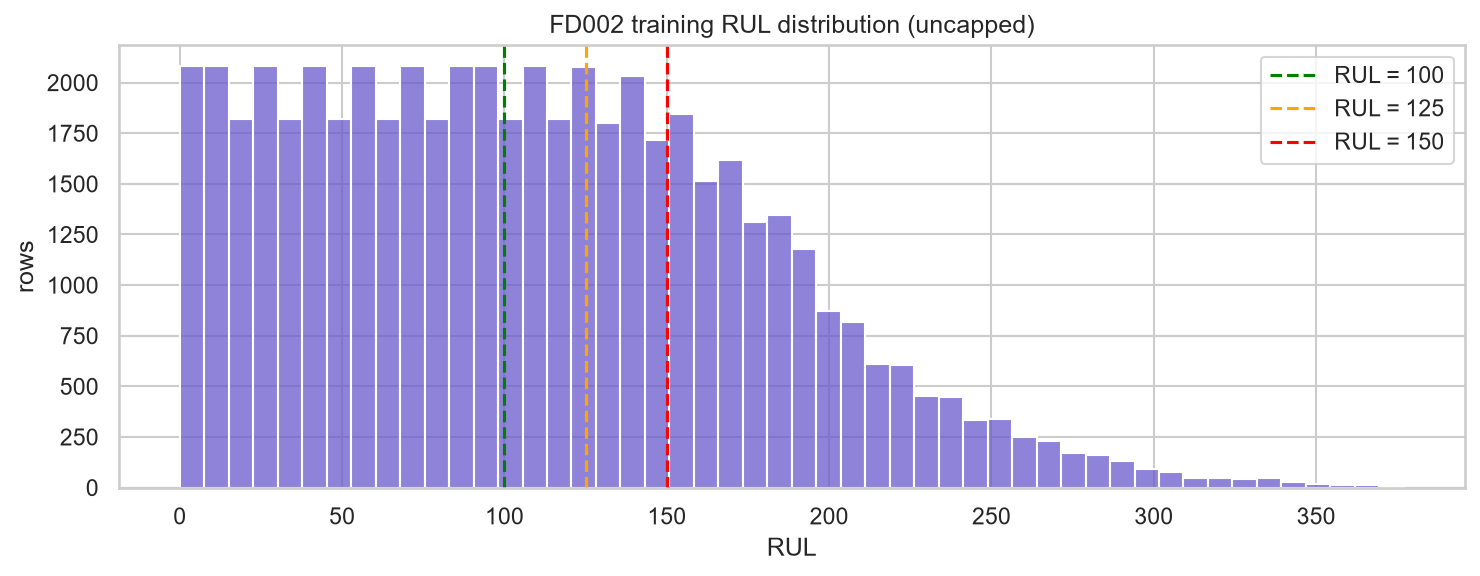 FD002 training RUL distribution (uncapped)
RUL = 100
RUL = 125
RUL = 150
rows
2000
1750
1500
1250
1000
750
500
250
0
0 50 100 150 200 250 300 350
RUL